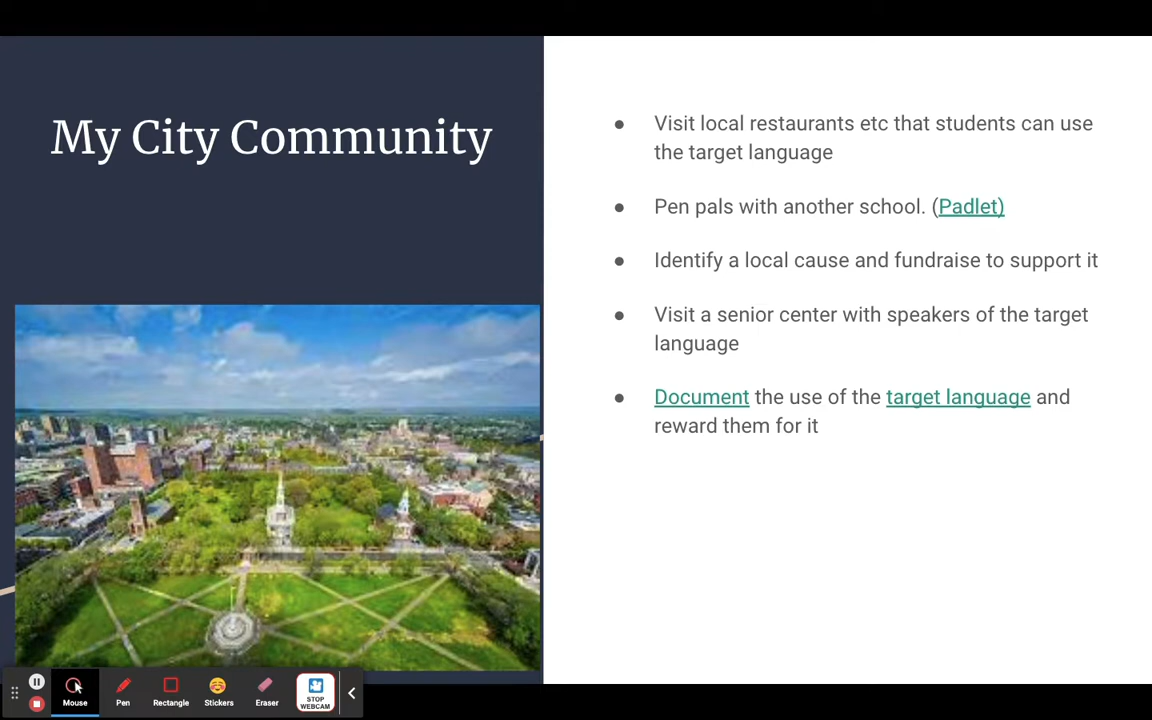 My City Community
● Visit local restaurants etc that students can use
the target language
● Pen pals with another school. (Padlet)
● Identify a local cause and fundraise to support it
● Visit a senior center with speakers of the target
language
● Document the use of the target language and
reward them for it
Mouse
Pen
Rectangle
Stickers
Eraser
STOP
WEBCAM